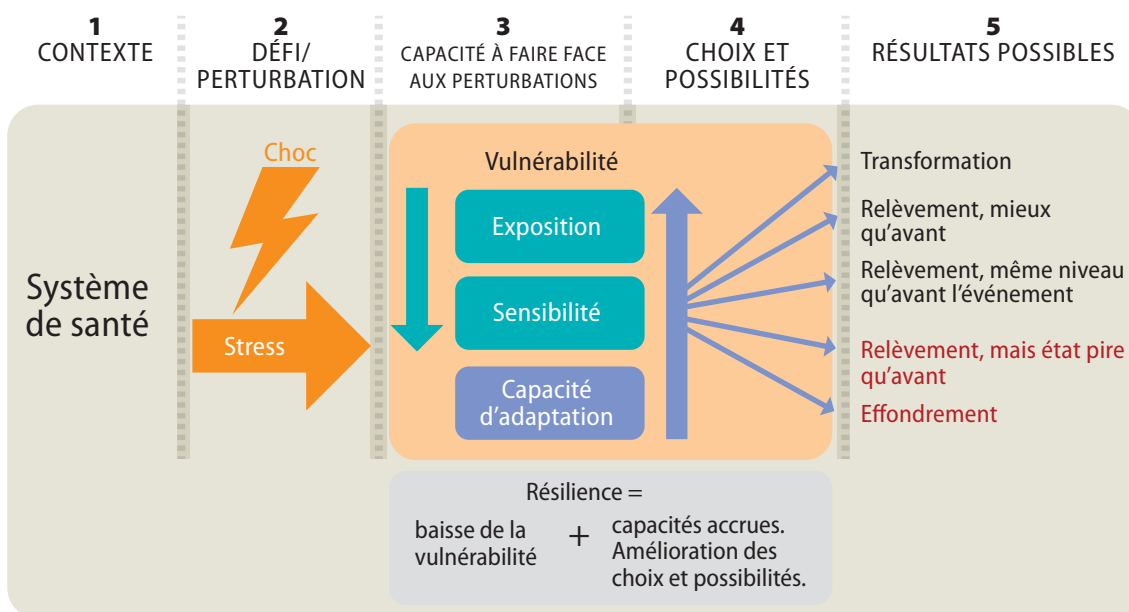 1
CONTEXTE
2
DÉFI/
PERTURBATION
3
CAPACITÉ À FAIRE FACE
AUX PERTURBATIONS
4
CHOIX ET
POSSIBILITÉS
5
RÉSULTATS POSSIBLES
Système
de santé
Choc
Stress
Vulnérabilité
Exposition
Sensibilité
Capacité
d’adaptation
Transformation
Relèvement, mieux
qu’avant
Relèvement, même niveau
qu’avant l’événement
Relèvement, mais état pire
qu’avant
Effondrement
Résilience =
baisse de la
vulnérabilité
+
capacités accrues.
Amélioration des
choix et possibilités.